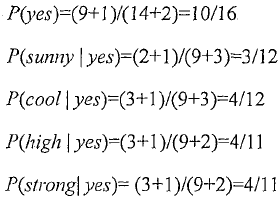 P(yes)=(9+1)/(14+2)=10/16
P(sunny | yes)=(2+1)/(9+3)=3/12
P(cool | yes)=(3+1)/(9+3)=4/12
P(high | yes)=(3+1)/(9+2)=4/11
P(strong| yes)= (3+1)/(9+2)=4/11